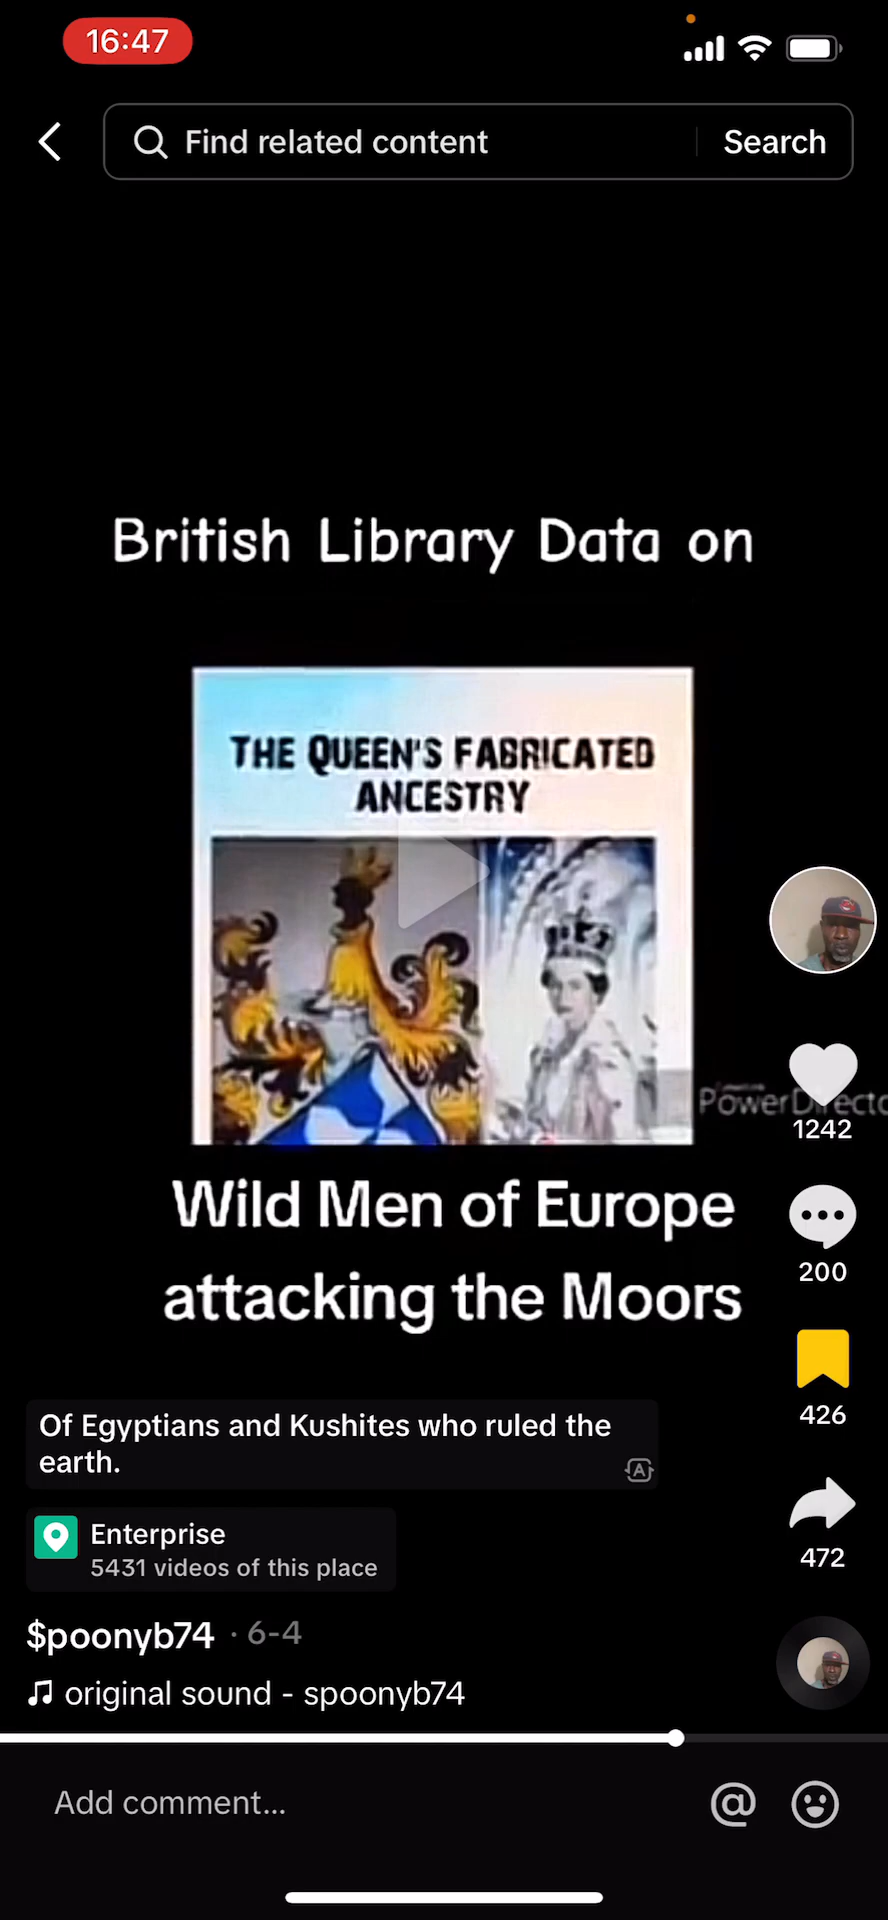 16:47
Find related content
Search
British Library Data on
THE QUEEN'S FABRICATED
ANCESTRY
Wild Men of Europe
attacking the Moors
Of Egyptians and Kushites who ruled the
earth.
Enterprise
5431 videos of this place
$poonyb74 · 6-4
original sound - spoonyb74
1242
200
426
472
Add comment...
@